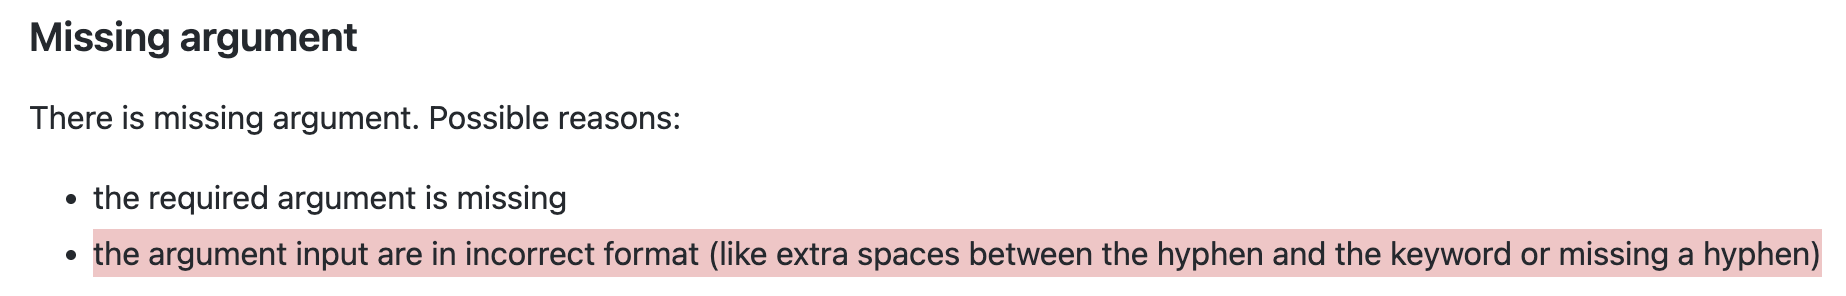 Missing argument
There is missing argument. Possible reasons:
• the required argument is missing
• the argument input are in incorrect format (like extra spaces between the hyphen and the keyword or missing a hyphen)